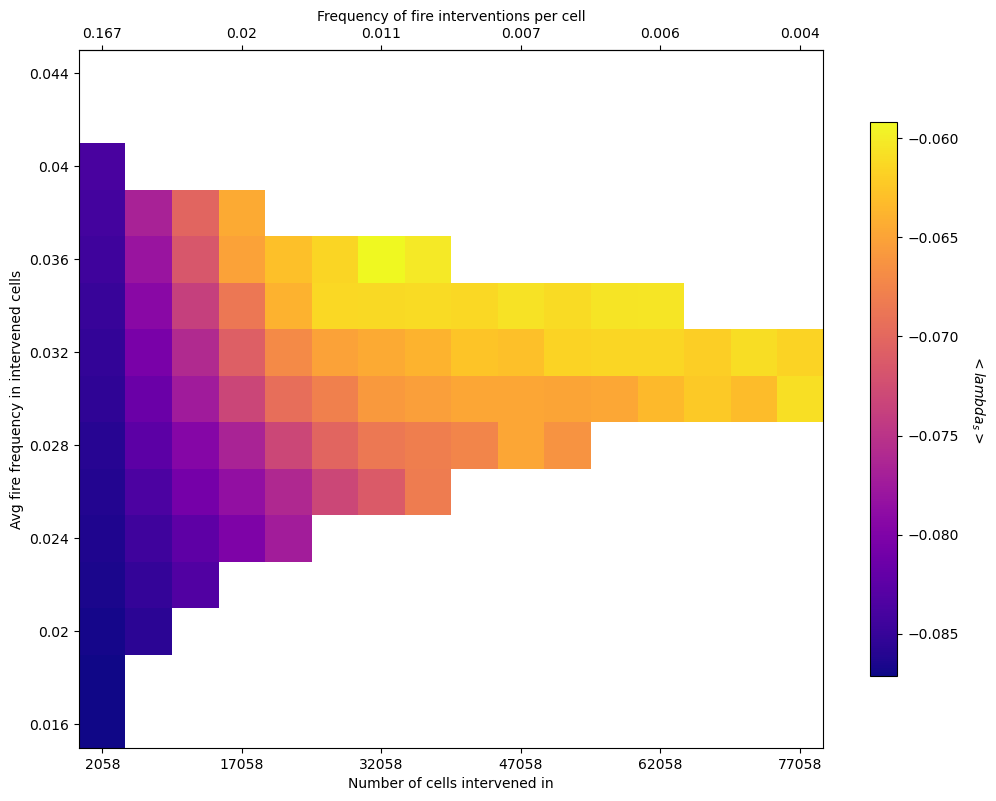 Frequency of fire interventions per cell
0.167 0.02 0.011 0.007 0.006 0.004
Avg fire frequency in intervened cells
0.044
0.04
0.036
0.032
0.028
0.024
0.02
0.016
2058 17058 32058 47058 62058 77058
Number of cells intervened in
−0.060
−0.065
−0.070
−0.075
−0.080
−0.085
< lambda_s >